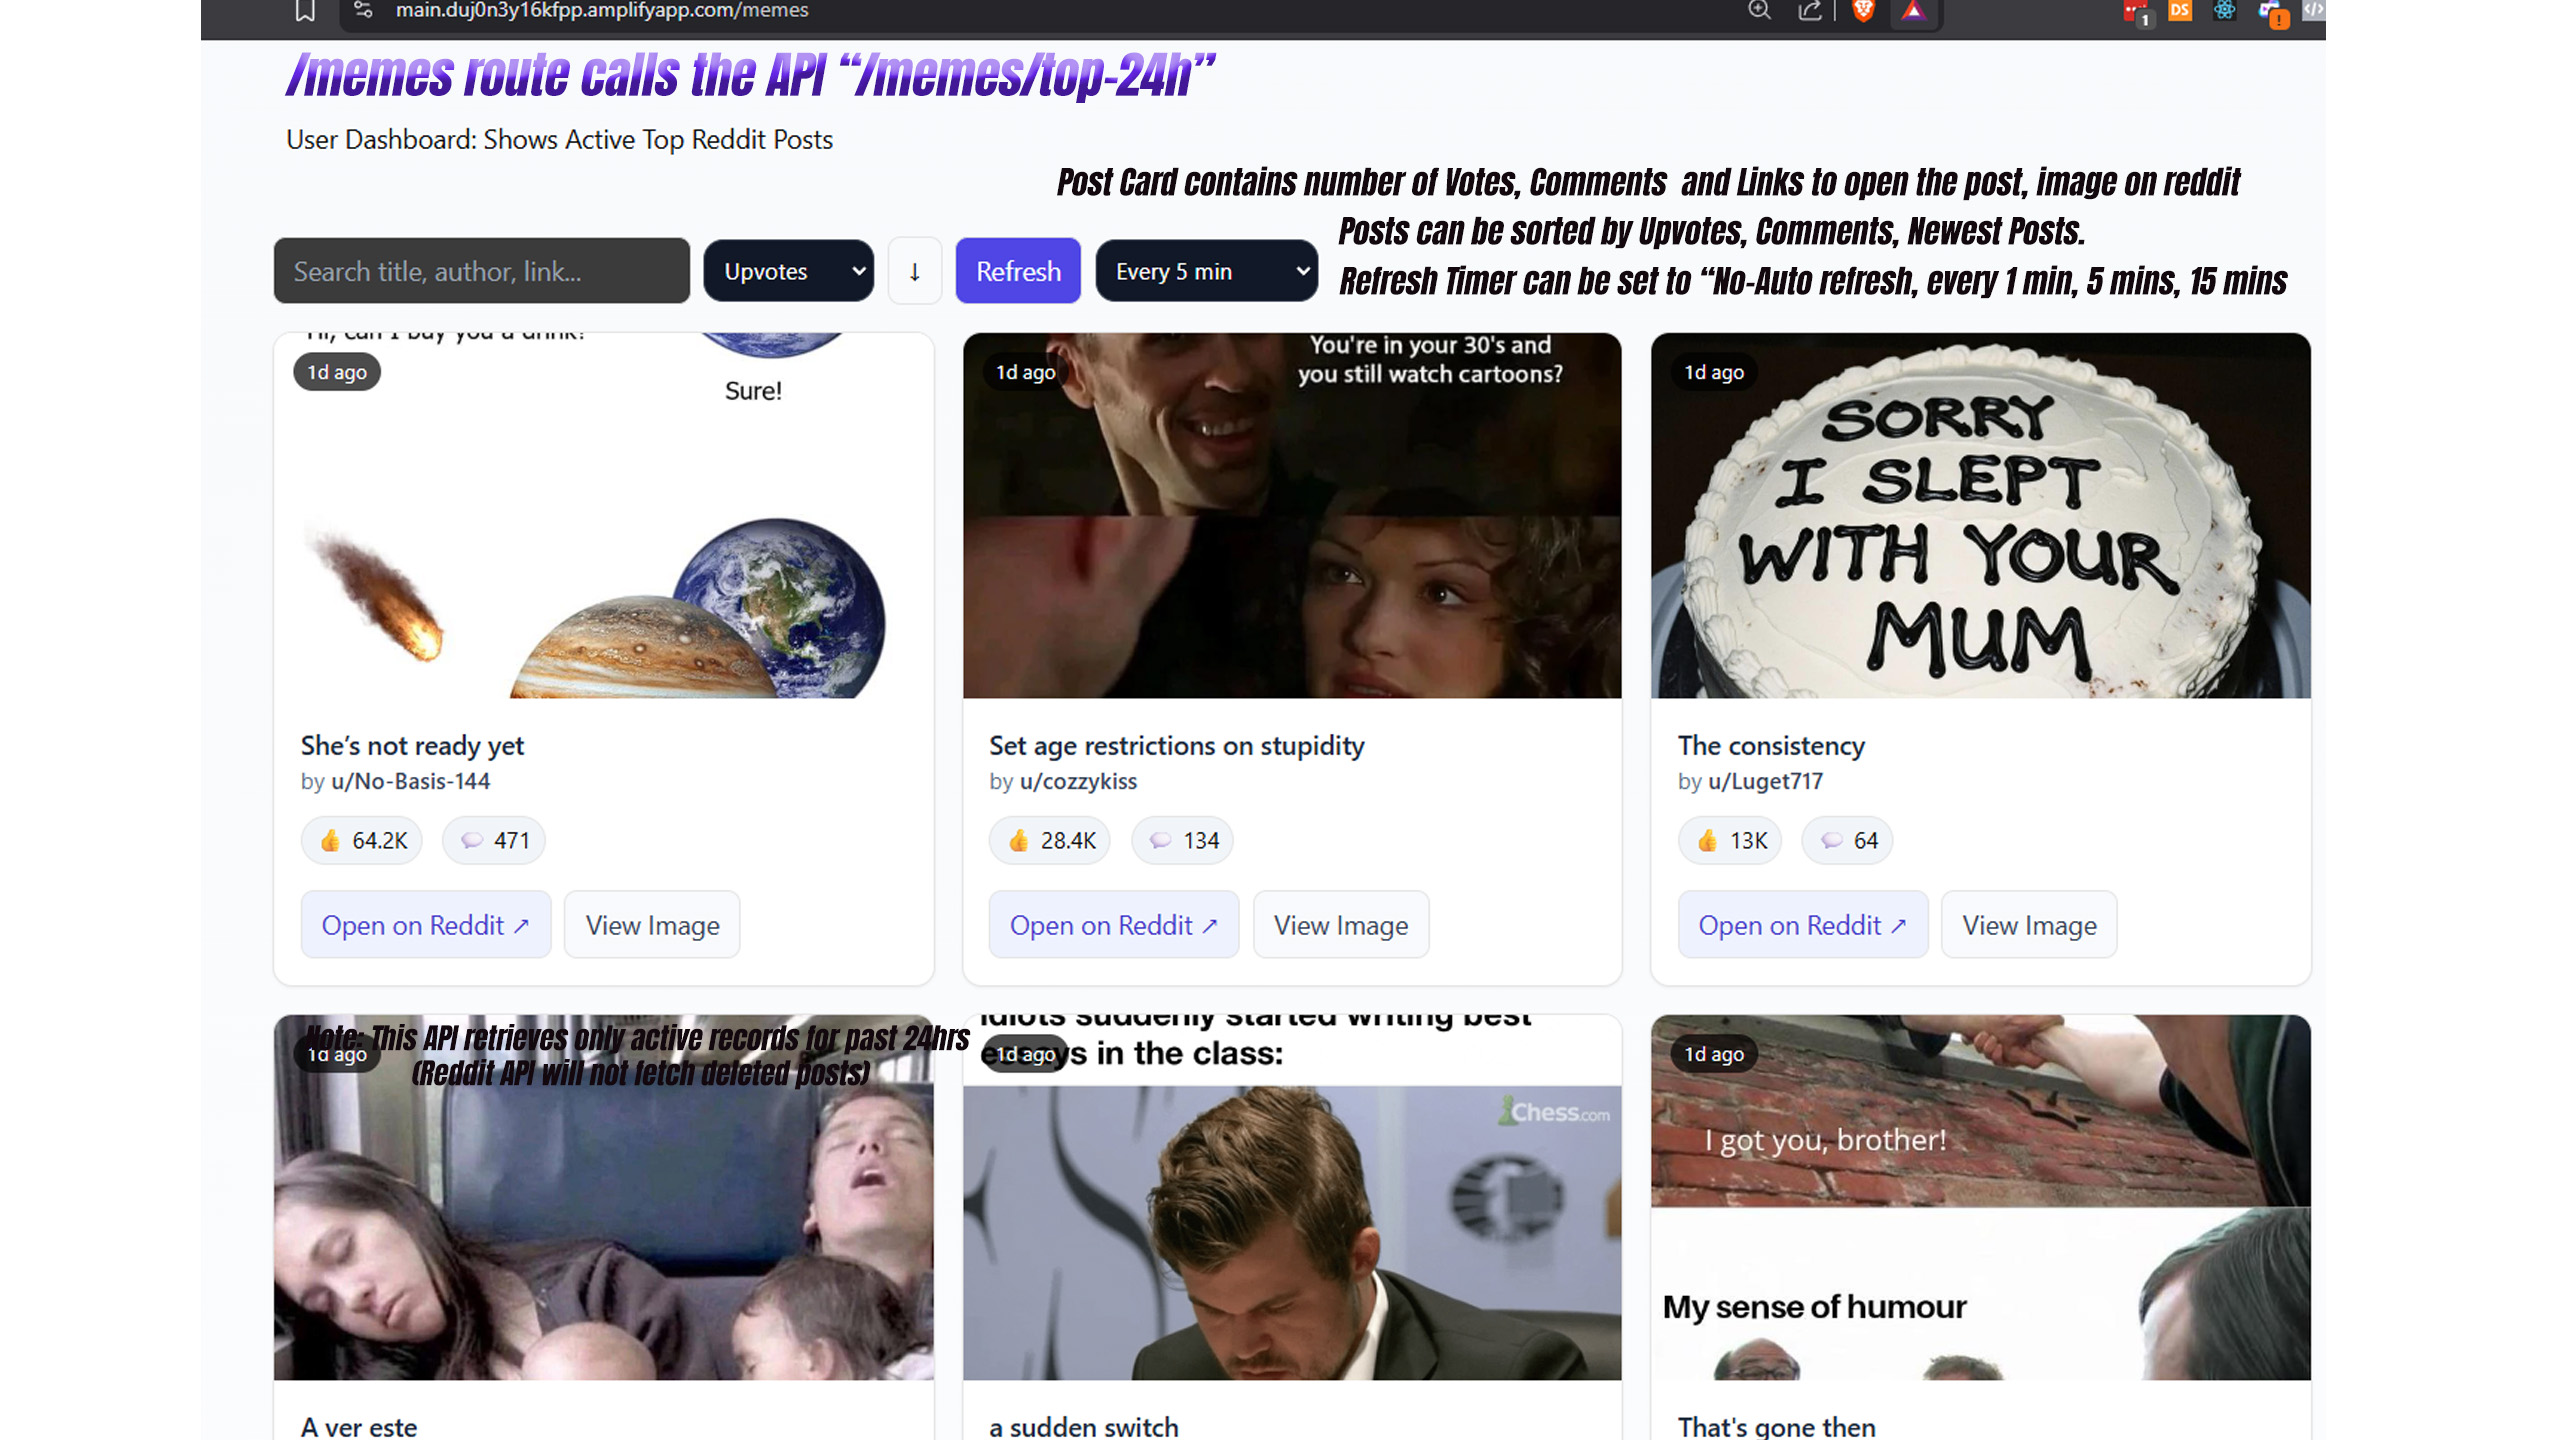 main.duj0n3y16kfpp.amplifyapp.com/memes
1
DS
!
</>
/memes route calls the API “/memes/top-24h”
User Dashboard: Shows Active Top Reddit Posts
Post Card contains number of Votes, Comments and Links to open the post, image on reddit
Posts can be sorted by Upvotes, Comments, Newest Posts.
Refresh Timer can be set to “No-Auto refresh, every 1 min, 5 mins, 15 mins
Search title, author, link...
Upvotes
↓
Refresh
Every 5 min
Hi, can I buy you a drink?
1d ago
Sure!
She’s not ready yet
by u/No-Basis-144
👍 64.2K
💬 471
Open on Reddit ↗
View Image
1d ago
You're in your 30's and
you still watch cartoons?
Set age restrictions on stupidity
by u/cozzykiss
👍 28.4K
💬 134
Open on Reddit ↗
View Image
1d ago
SORRY
I SLEPT
WITH YOUR
MUM
The consistency
by u/Luget717
👍 13K
💬 64
Open on Reddit ↗
View Image
Note: This API retrieves only active records for past 24hrs
(Reddit API will not fetch deleted posts)
1d ago
A ver este
idiots suddenly started writing best
1d ago
in the class:
Chess.com
a sudden switch
1d ago
I got you, brother!
My sense of humour
That's gone then